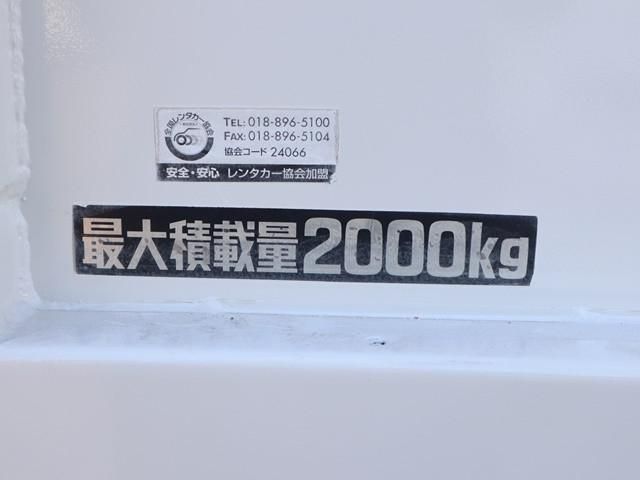 全国レンタカー協会
TEL: 018-896-5100
FAX: 018-896-5104
協会コード 24066
安全・安心 レンタカー協会加盟
最大積載量2000kg